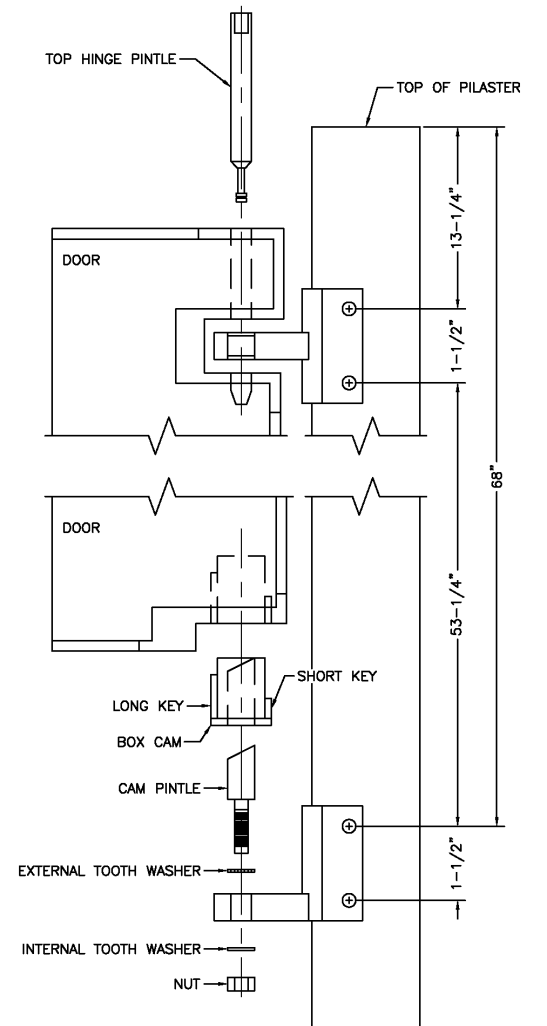 TOP HINGE PINTLE
TOP OF PILASTER
13-1/4"
DOOR
1-1/2"
68"
DOOR
53-1/4"
SHORT KEY
LONG KEY
BOX CAM
CAM PINTLE
EXTERNAL TOOTH WASHER
1-1/2"
INTERNAL TOOTH WASHER
NUT